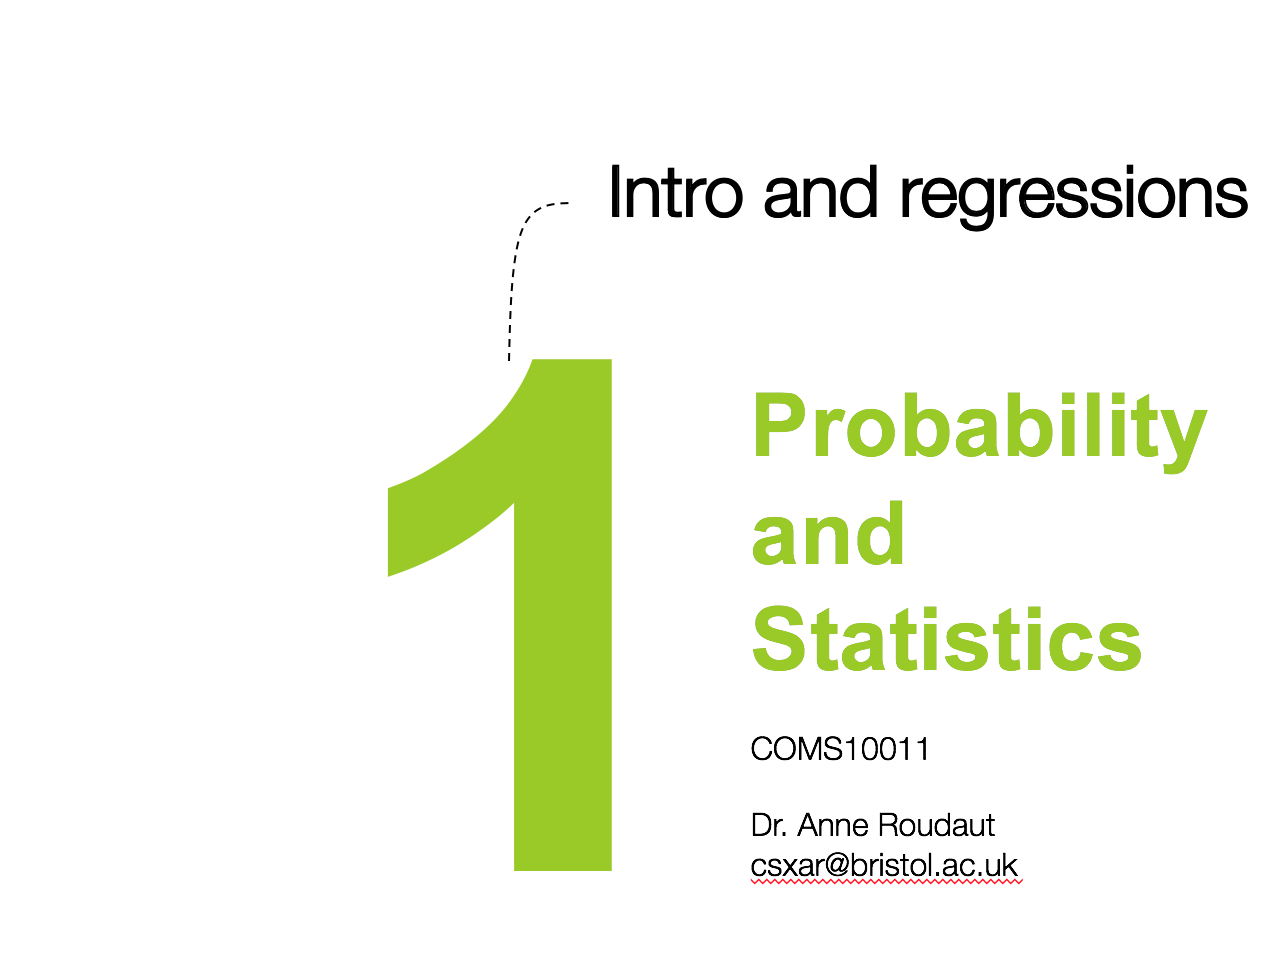 Intro and regressions
1
Probability
and
Statistics
COMS10011
Dr. Anne Roudaut
csxar@bristol.ac.uk